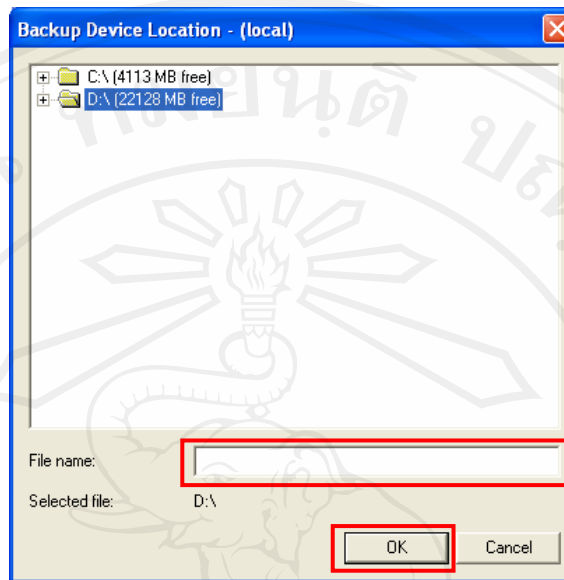 Backup Device Location - (local)
C:\ (4113 MB free)
D:\ (22128 MB free)
File name:
Selected file: D:\
OK Cancel